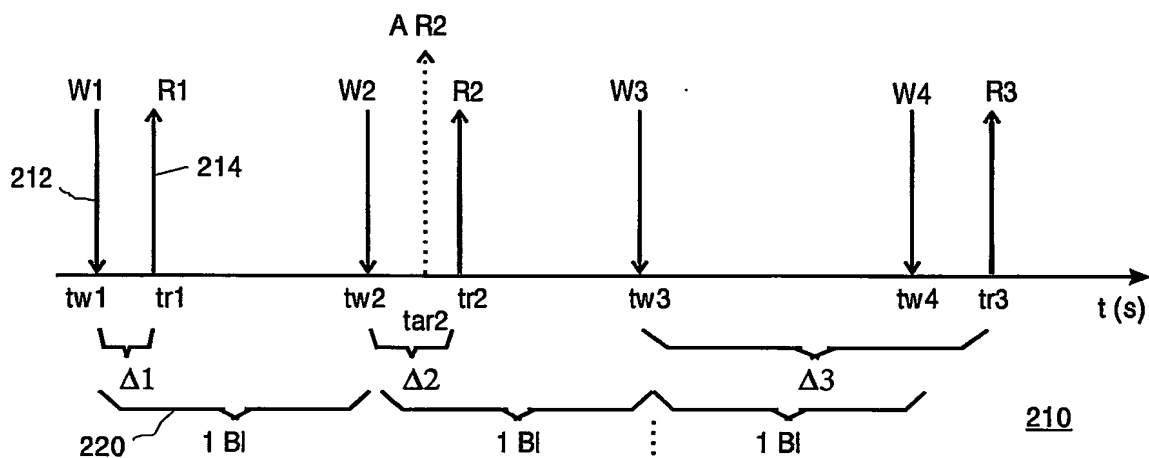 A R2
W1 R1 W2 R2 W3 W4 R3
212 214
tw1 tr1 tw2 tr2 tw3 tw4 tr3
tar2 t (s)
Δ1 Δ2 Δ3
220 1 BI 1 BI 1 BI 210